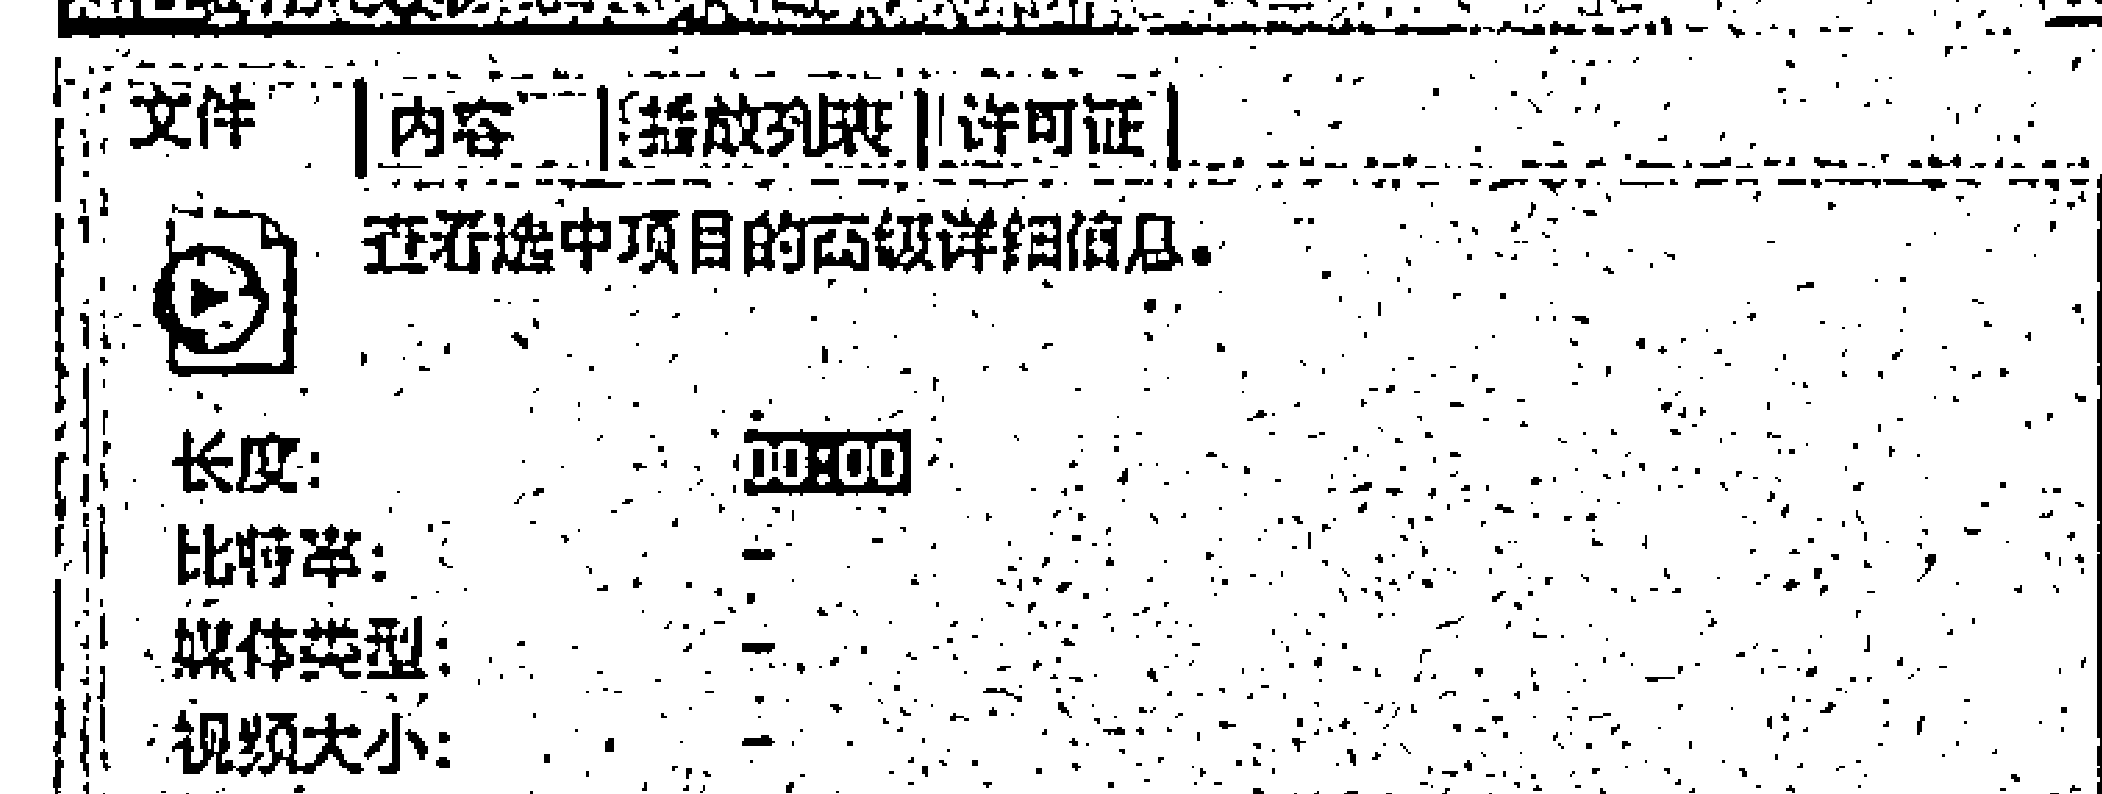 文件 内容 播放列表 许可证
查看选中项目的高级详细信息。
长度: 00:00
比特率: -
媒体类型: -
视频大小: -